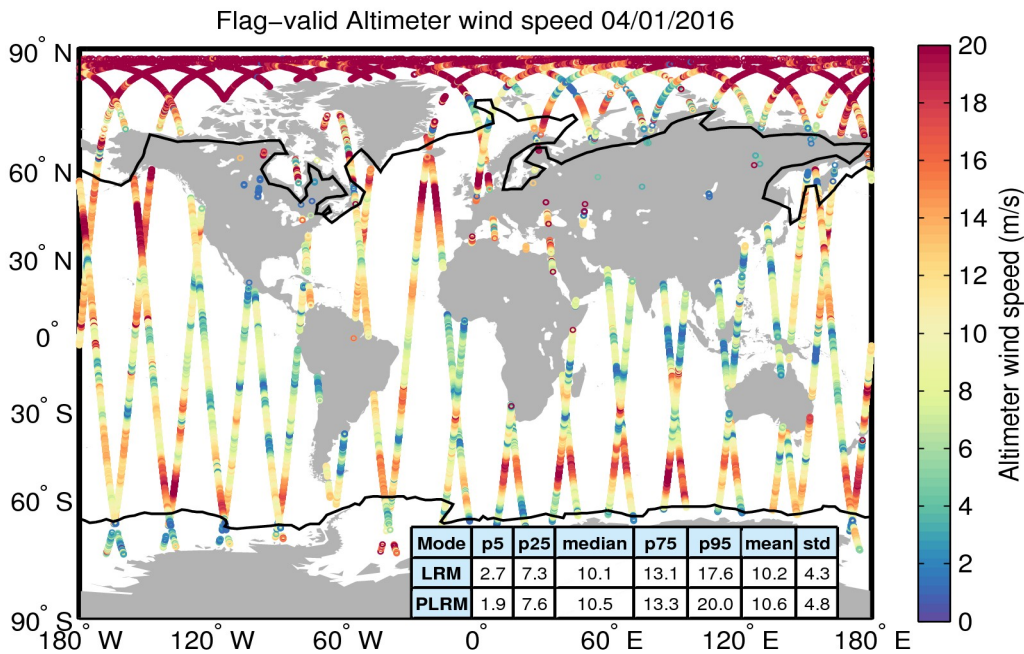 Flag−valid Altimeter wind speed 04/01/2016
90° N
60° N
30° N
0°
30° S
60° S
90° S
180° W
120° W
60° W
0°
60° E
120° E
180° E
Mode p5 p25 median p75 p95 mean std
LRM 2.7 7.3 10.1 13.1 17.6 10.2 4.3
PLRM 1.9 7.6 10.5 13.3 20.0 10.6 4.8
20
18
16
14
12
10
8
6
4
2
0
Altimeter wind speed (m/s)